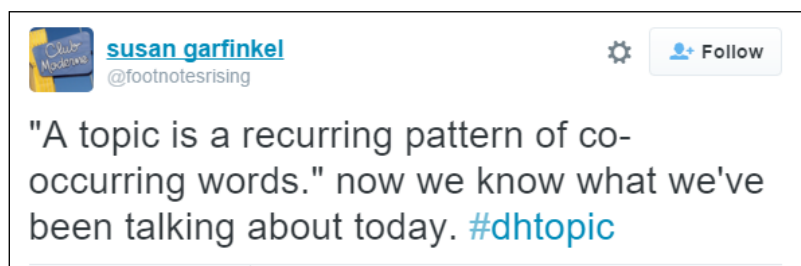 Club
Moderne
susan garfinkel
Follow
@footnotesrising
"A topic is a recurring pattern of co-
occurring words." now we know what we've
been talking about today. #dhtopic